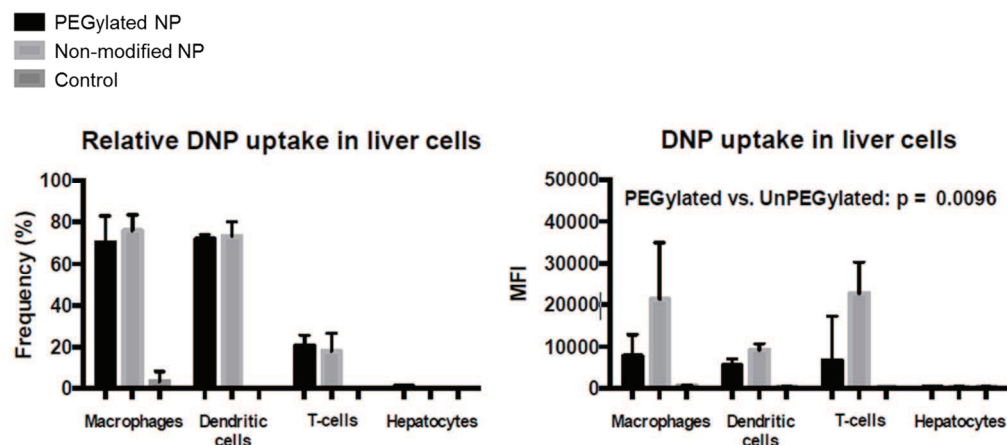 PEGylated NP
Non-modified NP
Control
Relative DNP uptake in liver cells
Frequency (%)
100
80
60
40
20
0
Macrophages
Dendritic
cells
T-cells
Hepatocytes
DNP uptake in liver cells
PEGylated vs. UnPEGylated: p = 0.0096
MFI
50000
40000
30000
20000
10000
0
Macrophages
Dendritic
cells
T-cells
Hepatocytes